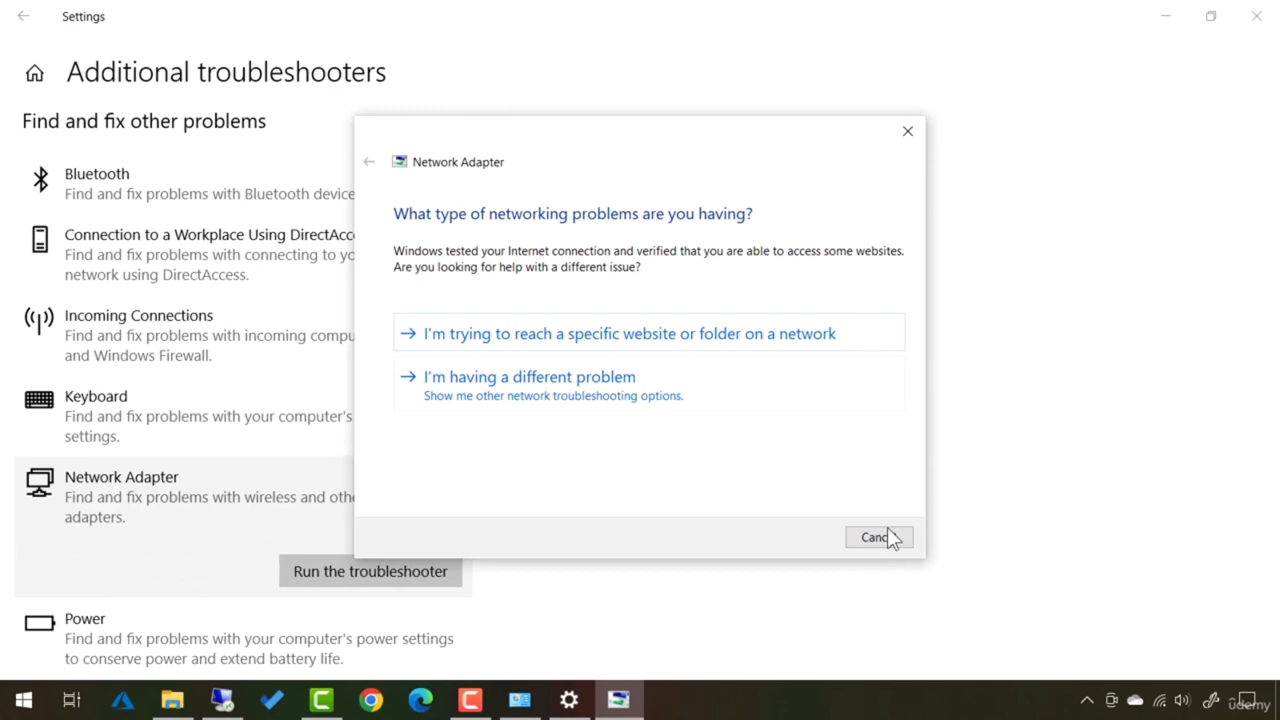 Settings
Additional troubleshooters
Find and fix other problems
Bluetooth
Find and fix problems with Bluetooth device
Connection to a Workplace Using DirectAcc
Find and fix problems with connecting to yo
network using DirectAccess.
Incoming Connections
Find and fix problems with incoming compu
and Windows Firewall.
Keyboard
Find and fix problems with your computer's
settings.
Network Adapter
Find and fix problems with wireless and oth
adapters.
Run the troubleshooter
Power
Find and fix problems with your computer's power settings
to conserve power and extend battery life.
Network Adapter
What type of networking problems are you having?
Windows tested your Internet connection and verified that you are able to access some websites.
Are you looking for help with a different issue?
I'm trying to reach a specific website or folder on a network
I'm having a different problem
Show me other network troubleshooting options.
Canc
udemy